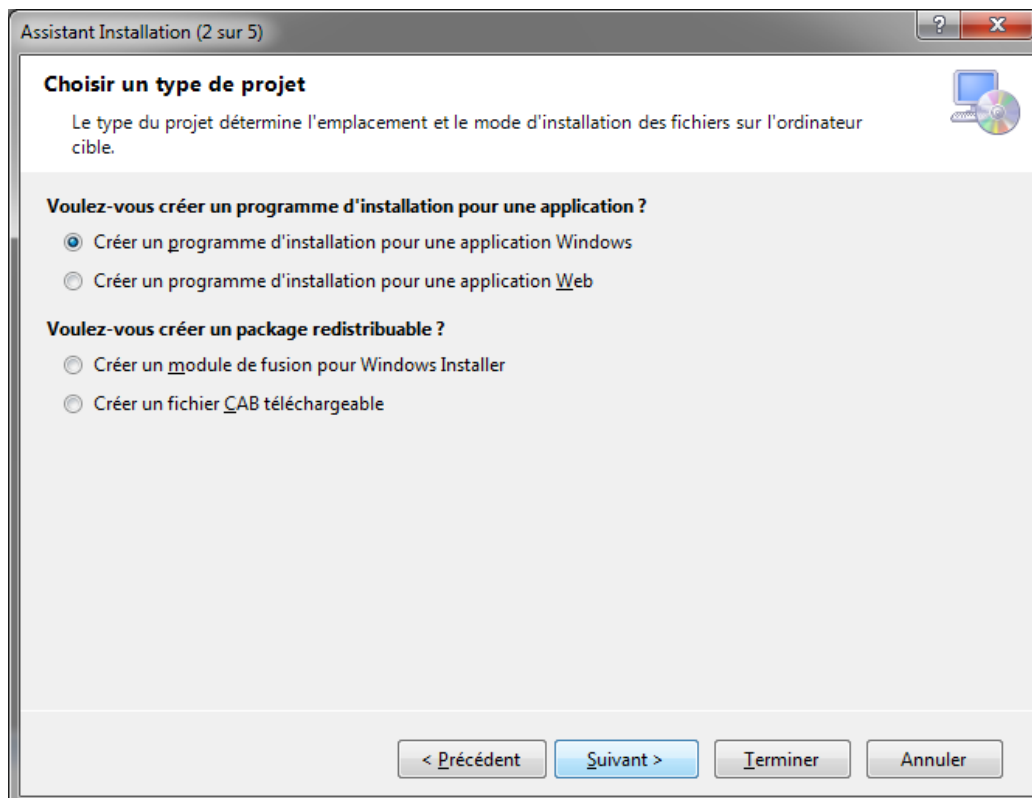 Assistant Installation (2 sur 5)
Choisir un type de projet
Le type du projet détermine l'emplacement et le mode d'installation des fichiers sur l'ordinateur
cible.
Voulez-vous créer un programme d'installation pour une application ?
Créer un programme d'installation pour une application Windows
Créer un programme d'installation pour une application Web
Voulez-vous créer un package redistribuable ?
Créer un module de fusion pour Windows Installer
Créer un fichier CAB téléchargeable
< Précédent Suivant > Terminer Annuler